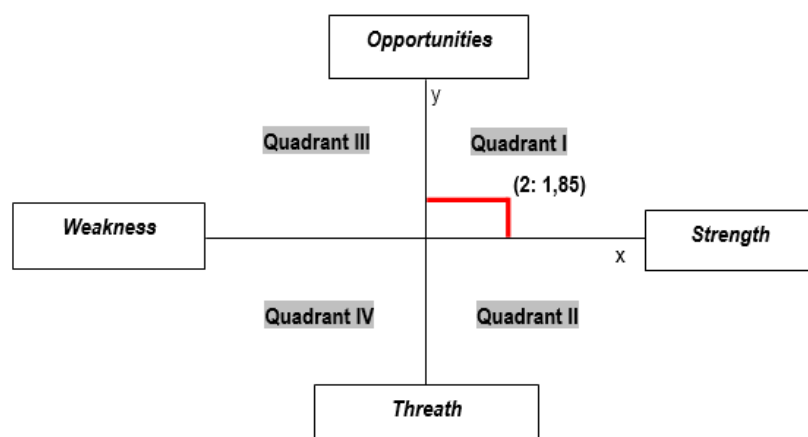 Opportunities
y
Quadrant III
Quadrant I
(2: 1,85)
Weakness
Strength
x
Quadrant IV
Quadrant II
Threath